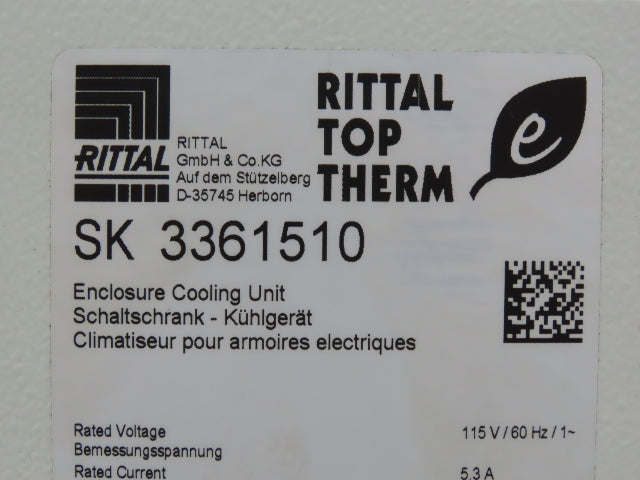 RITTAL
RITTAL
GmbH & Co.KG
Auf dem Stützelberg
D-35745 Herborn
RITTAL
TOP
THERM
e
SK 3361510
Enclosure Cooling Unit
Schaltschrank - Kühlgerät
Climatiseur pour armoires electriques
Rated Voltage 115 V / 60 Hz / 1~
Bemessungsspannung
Rated Current 5.3 A